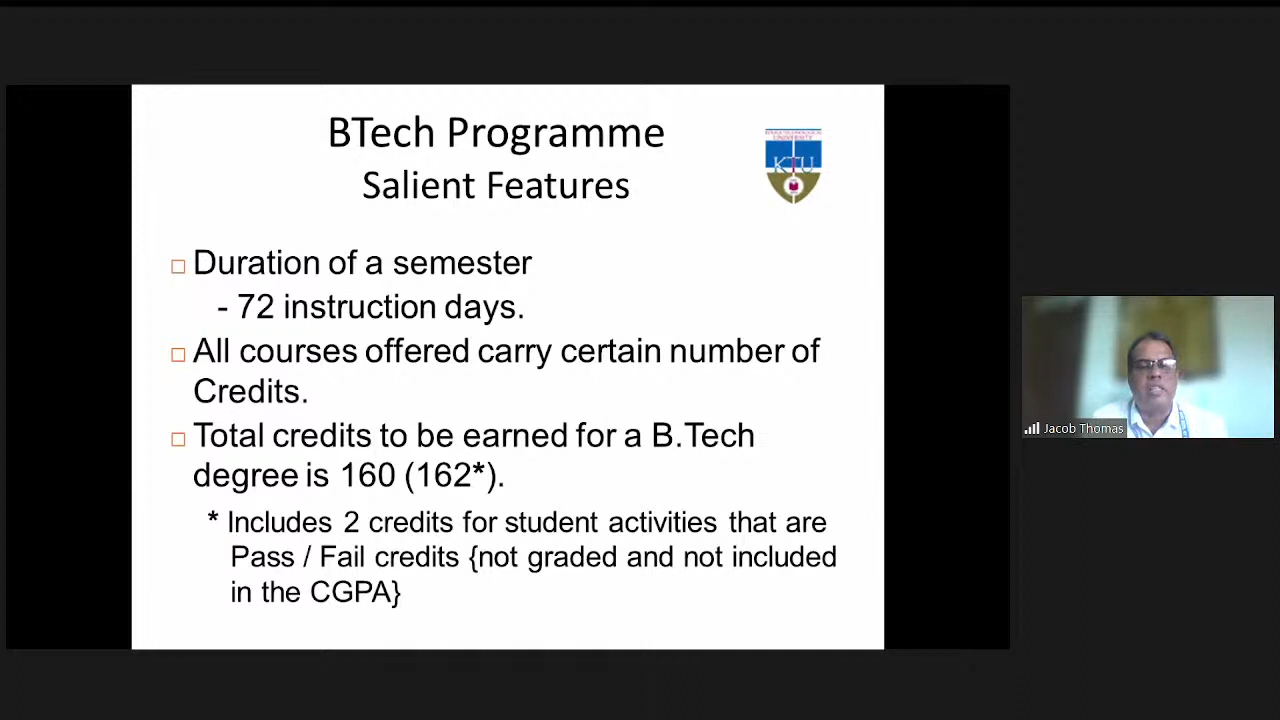 BTech Programme
Salient Features
KTU
Duration of a semester
- 72 instruction days.
All courses offered carry certain number of
Credits.
Total credits to be earned for a B.Tech
degree is 160 (162*).
* Includes 2 credits for student activities that are
Pass / Fail credits {not graded and not included
in the CGPA}
Jacob Thomas